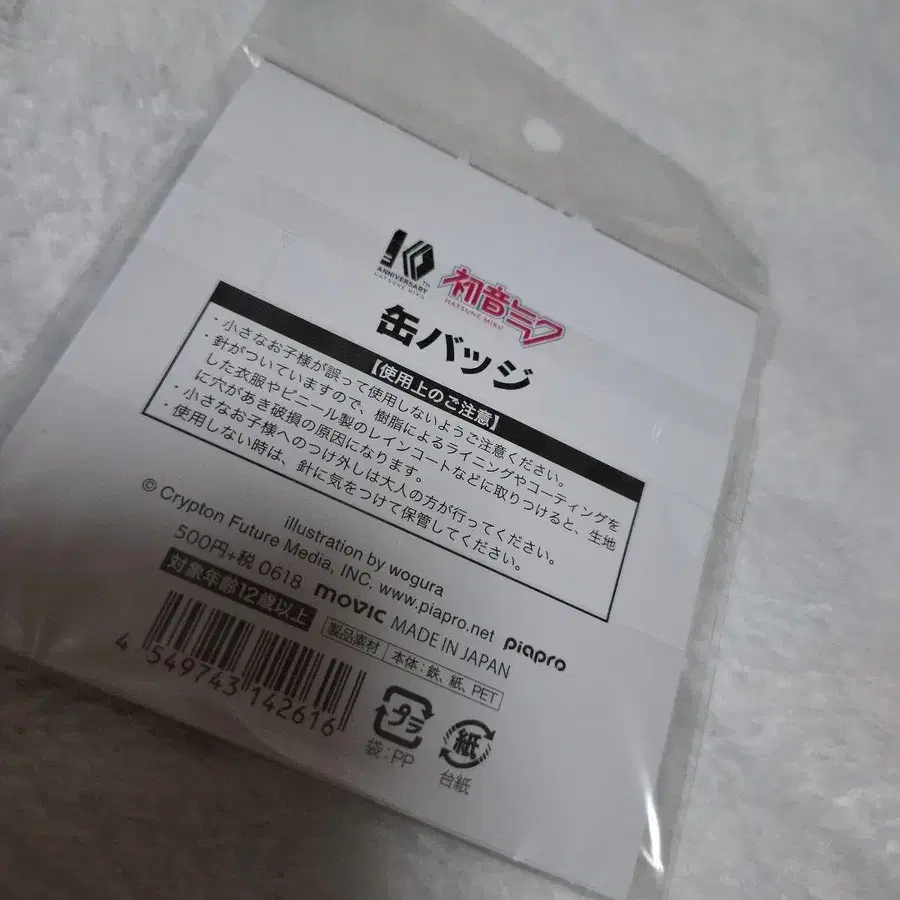 10TH
ANNIVERSARY
HATSUNE MIKU
初音ミク
HATSUNE MIKU
缶バッジ
【使用上のご注意】
・小さなお子様が誤って使用しないようご注意ください。
・針がついていますので、樹脂によるライニングやコーティングを
した衣服やビニール製のレインコートなどに取りつけると、生地
に穴があき破損の原因になります。
・小さなお子様へのつけ外しは大人の方が行ってください。
・使用しない時は、針に気をつけて保管してください。
illustration by wogura
© Crypton Future Media, INC. www.piapro.net piapro
500円+税 0618 movic MADE IN JAPAN
対象年齢12歳以上
製品素材 本体:鉄、紙、PET
4 549743 142616
プラ
袋:PP
紙
台紙